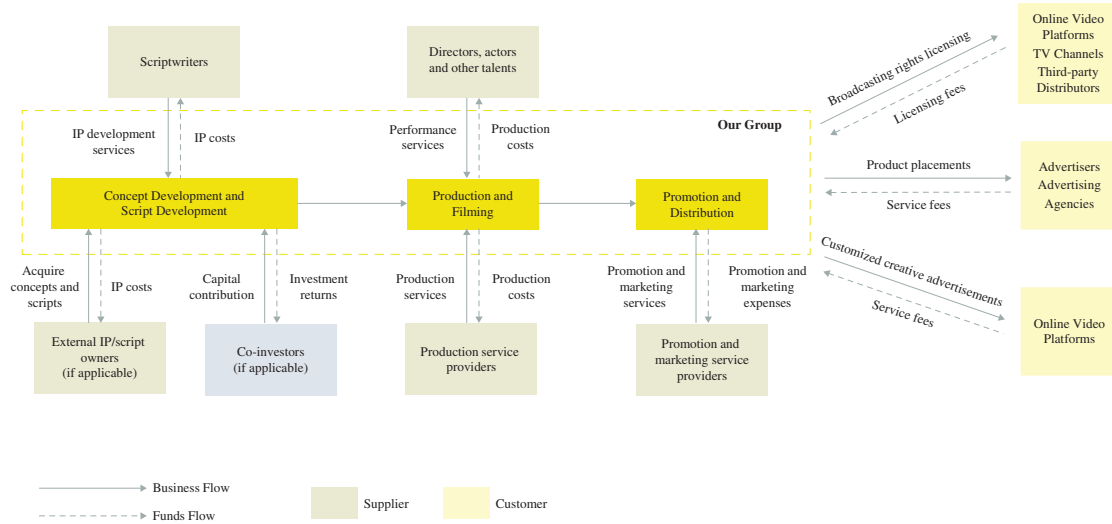 Scriptwriters
Directors, actors
and other talents
Online Video
Platforms
TV Channels
Third-party
Distributors
Broadcasting rights licensing
Licensing fees
Our Group
IP development
services
IP costs
Performance
services
Production
costs
Concept Development and
Script Development
Production and
Filming
Promotion and
Distribution
Product placements
Service fees
Advertisers
Advertising
Agencies
Acquire
concepts and
scripts
IP costs
Capital
contribution
Investment
returns
Production
services
Production
costs
Promotion and
marketing
services
Promotion and
marketing
expenses
Customized creative advertisements
Service fees
External IP/script
owners
(if applicable)
Co-investors
(if applicable)
Production service
providers
Promotion and
marketing service
providers
Online Video
Platforms
Business Flow
Funds Flow
Supplier
Customer